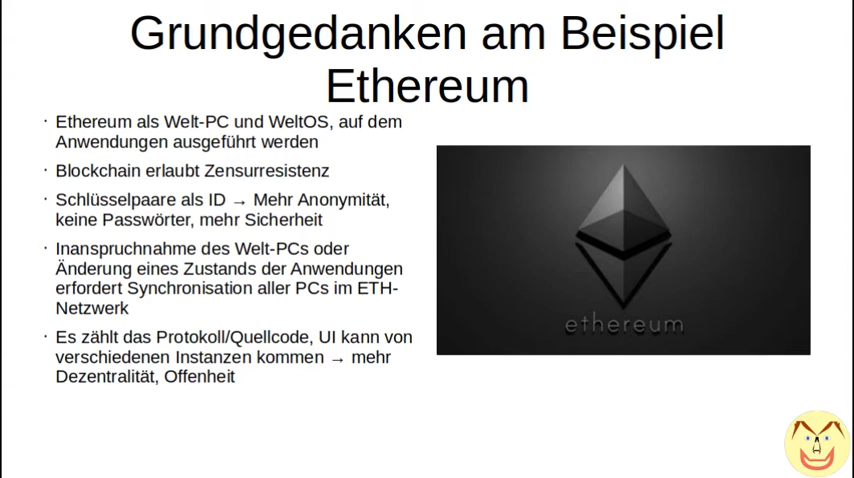 Grundgedanken am Beispiel
Ethereum
· Ethereum als Welt-PC und WeltOS, auf dem
Anwendungen ausgeführt werden
· Blockchain erlaubt Zensurresistenz
· Schlüsselpaare als ID → Mehr Anonymität,
keine Passwörter, mehr Sicherheit
· Inanspruchnahme des Welt-PCs oder
Änderung eines Zustands der Anwendungen
erfordert Synchronisation aller PCs im ETH-
Netzwerk
· Es zählt das Protokoll/Quellcode, UI kann von
verschiedenen Instanzen kommen → mehr
Dezentralität, Offenheit
ethereum